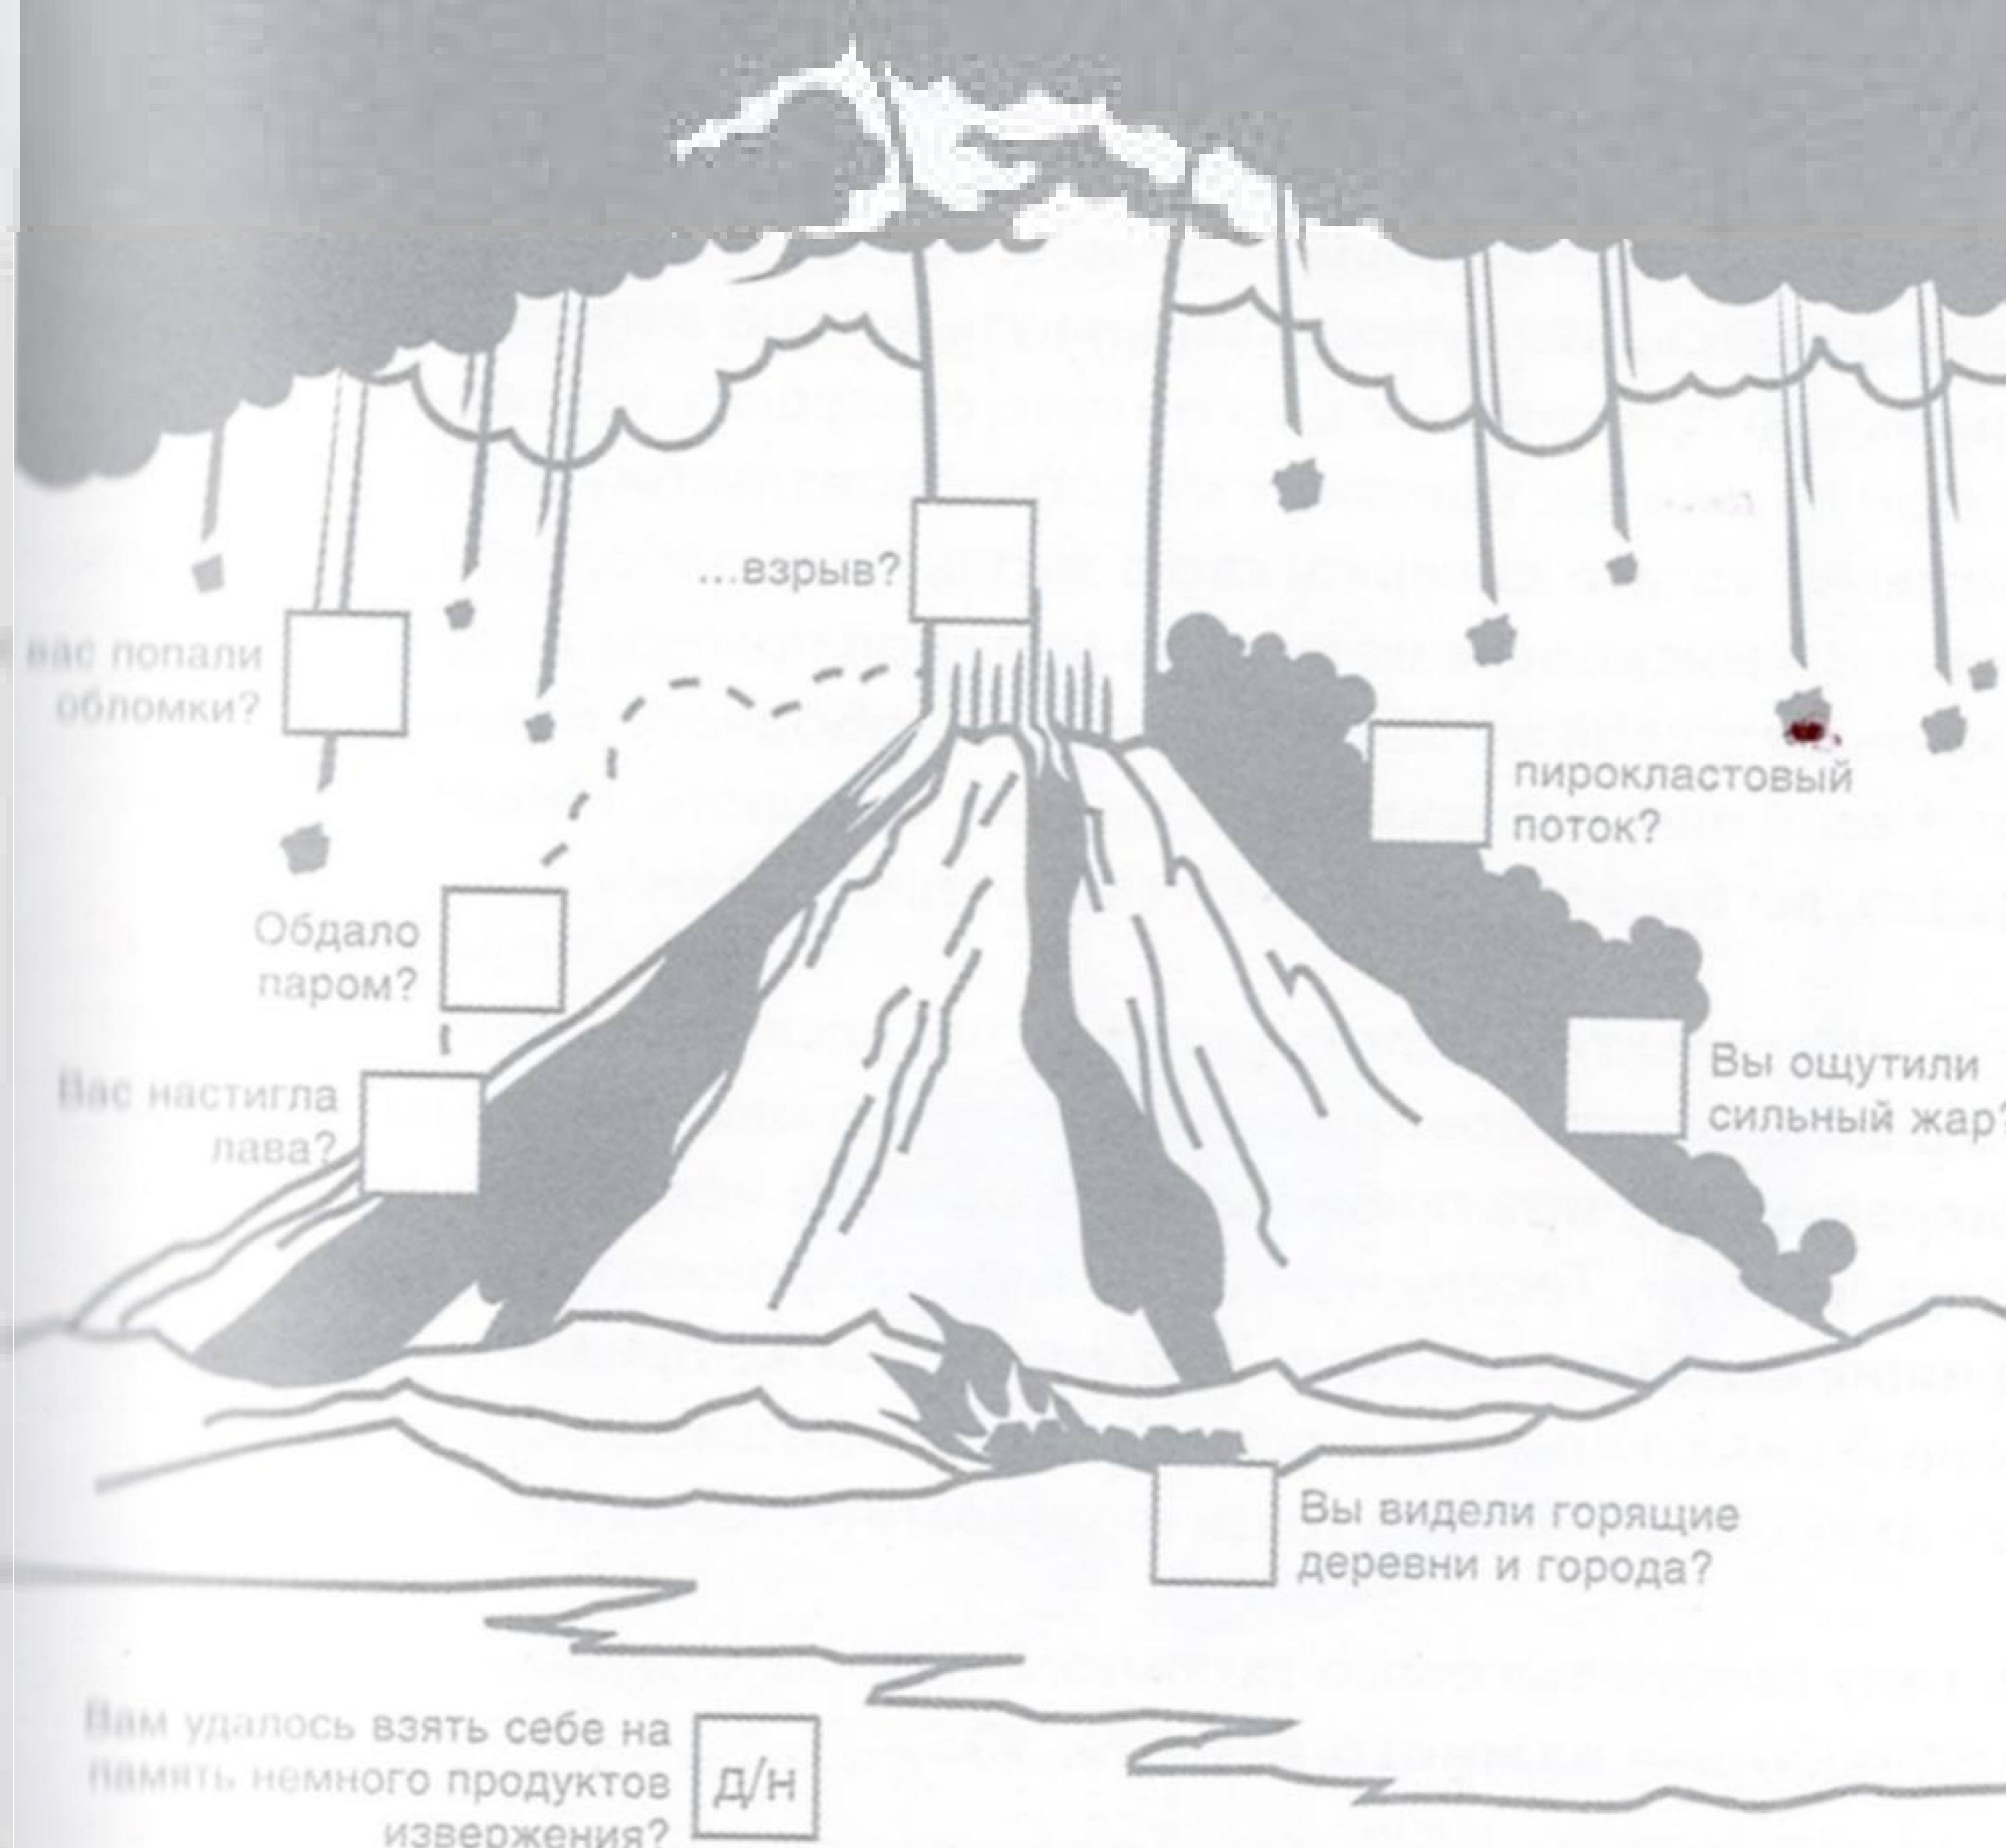 ...взрыв?
вас попали
обломки?
пирокластовый
поток?
Обдало
паром?
Вы ощутили
сильный жар?
Вас настигла
лава?
Вы видели горящие
деревни и города?
Вам удалось взять себе на
память немного продуктов
извержения?
д/н